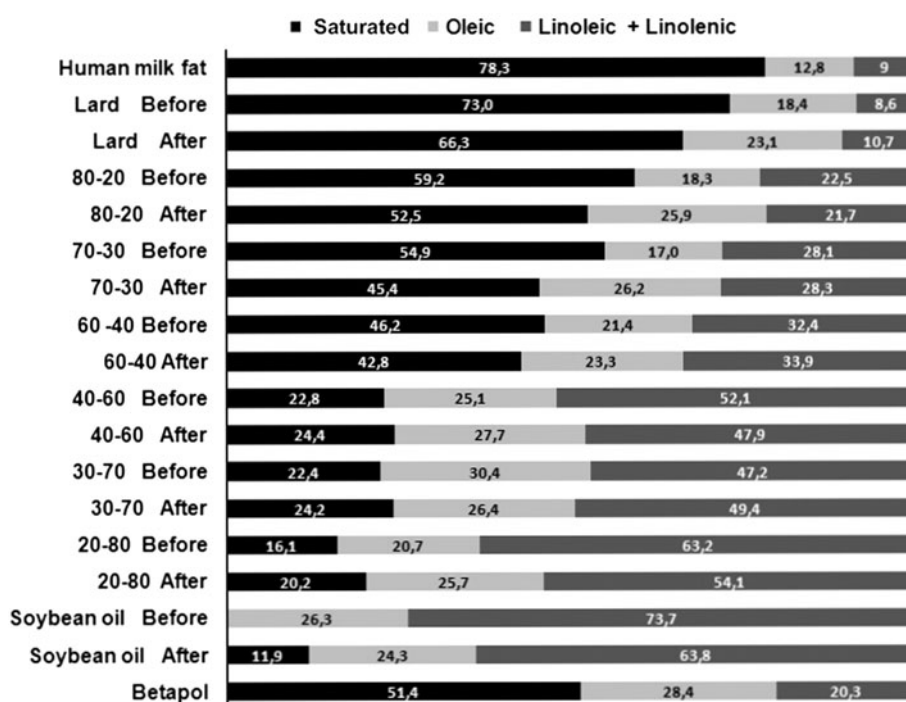 Saturated Oleic Linoleic + Linolenic
Human milk fat 78,3 12,8 9
Lard Before 73,0 18,4 8,6
Lard After 66,3 23,1 10,7
80-20 Before 59,2 18,3 22,5
80-20 After 52,5 25,9 21,7
70-30 Before 54,9 17,0 28,1
70-30 After 45,4 26,2 28,3
60 -40 Before 46,2 21,4 32,4
60-40 After 42,8 23,3 33,9
40-60 Before 22,8 25,1 52,1
40-60 After 24,4 27,7 47,9
30-70 Before 22,4 30,4 47,2
30-70 After 24,2 26,4 49,4
20-80 Before 16,1 20,7 63,2
20-80 After 20,2 25,7 54,1
Soybean oil Before 26,3 73,7
Soybean oil After 11,9 24,3 63,8
Betapol 51,4 28,4 20,3